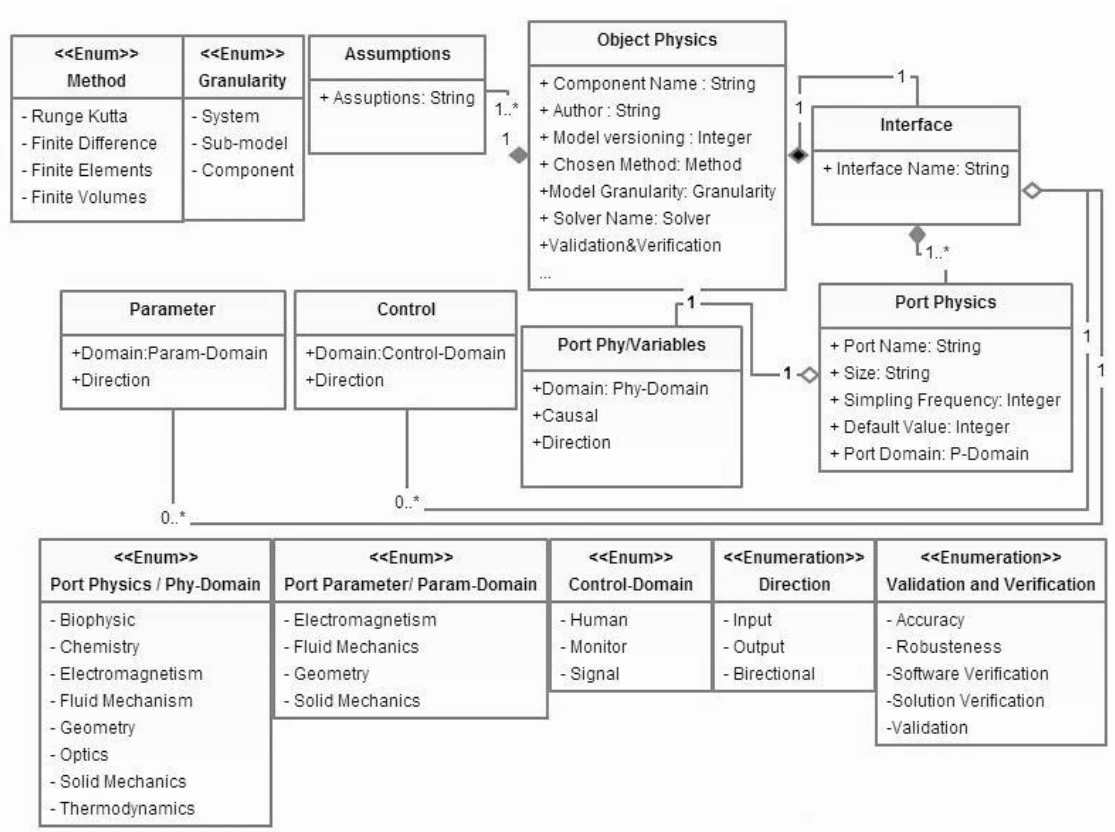 <<Enum>>
Method
- Runge Kutta
- Finite Difference
- Finite Elements
- Finite Volumes
<<Enum>>
Granularity
- System
- Sub-model
- Component
Assumptions
+ Assuptions: String
1..*
1
Object Physics
+ Component Name : String
+ Author : String
+ Model versioning : Integer
+ Chosen Method: Method
+Model Granularity: Granularity
+ Solver Name: Solver
+Validation&Verification
...
1
1
Interface
+ Interface Name: String
1..*
Parameter
+Domain:Param-Domain
+Direction
0..*
Control
+Domain:Control-Domain
+Direction
0..*
1
Port Phy/Variables
+Domain: Phy-Domain
+Causal
+Direction
1
Port Physics
+ Port Name: String
+ Size: String
+ Simpling Frequency: Integer
+ Default Value: Integer
+ Port Domain: P-Domain
1
1
<<Enum>>
Port Physics / Phy-Domain
- Biophysic
- Chemistry
- Electromagnetism
- Fluid Mechanism
- Geometry
- Optics
- Solid Mechanics
- Thermodynamics
<<Enum>>
Port Parameter/ Param-Domain
- Electromagnetism
- Fluid Mechanics
- Geometry
- Solid Mechanics
<<Enum>>
Control-Domain
- Human
- Monitor
- Signal
<<Enumeration>>
Direction
- Input
- Output
- Bidirectional
<<Enumeration>>
Validation and Verification
- Accuracy
- Robusteness
-Software Verification
-Solution Verification
-Validation